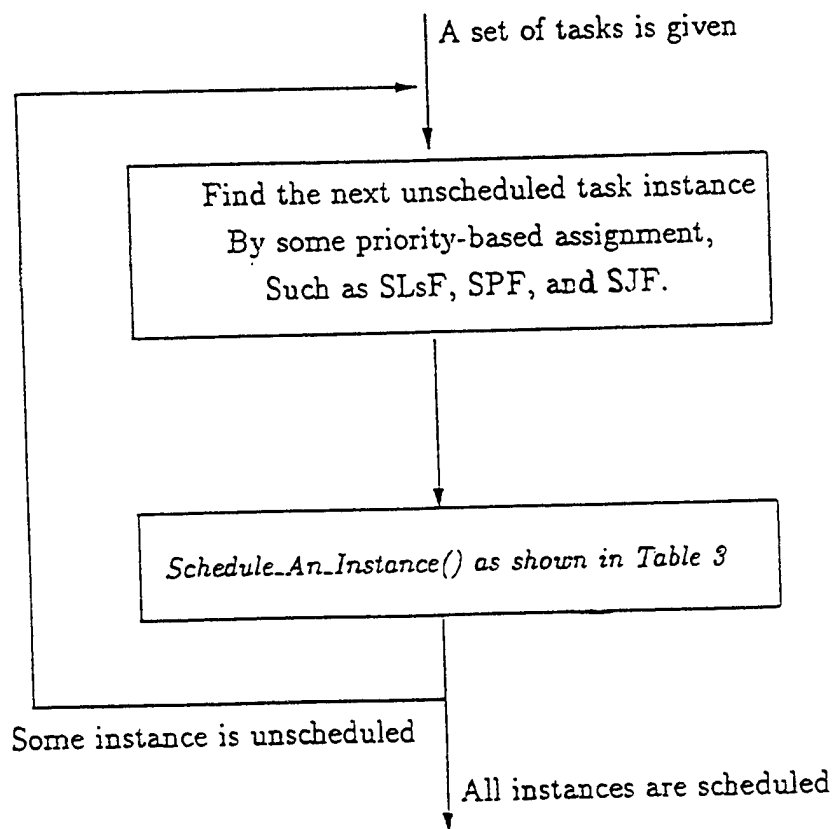 A set of tasks is given
Find the next unscheduled task instance
By some priority-based assignment,
Such as SLsF, SPF, and SJF.
Schedule_An_Instance() as shown in Table 3
Some instance is unscheduled
All instances are scheduled